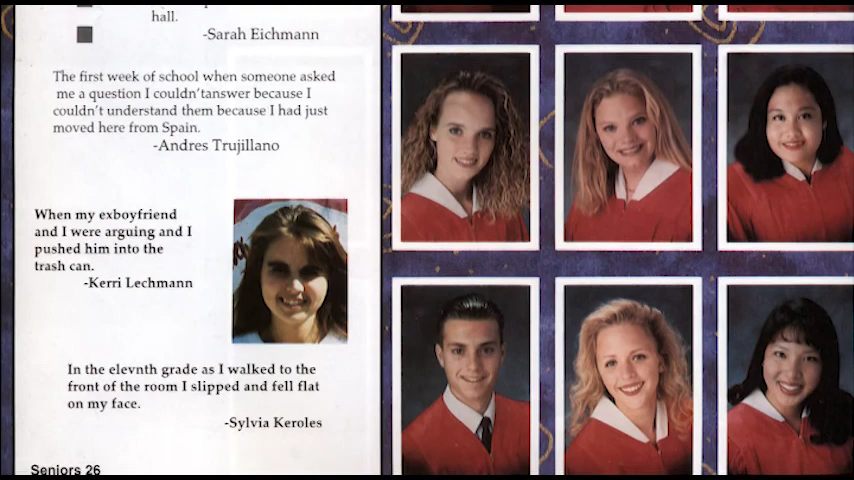 hall.
-Sarah Eichmann
The first week of school when someone asked
me a question I couldn'tanswer because I
couldn't understand them because I had just
moved here from Spain.
-Andres Trujillano
When my exboyfriend
and I were arguing and I
pushed him into the
trash can.
-Kerri Lechmann
In the elevnth grade as I walked to the
front of the room I slipped and fell flat
on my face.
-Sylvia Keroles
Seniors 26